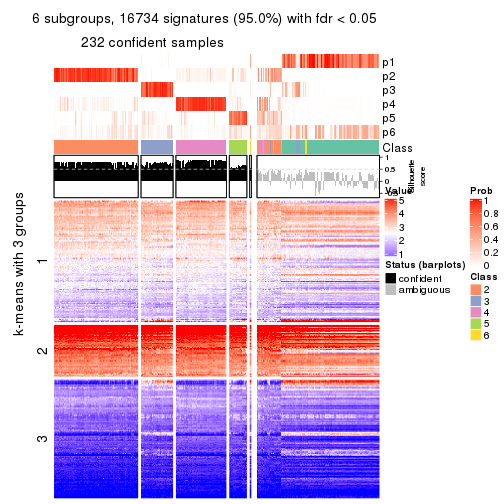 6 subgroups, 16734 signatures (95.0%) with fdr < 0.05
232 confident samples
p1
p2
p3
p4
p5
p6
Class
1
0.5
0
0.5
Silhouette
score
k-means with 3 groups
1
2
3
Value
5
4
3
2
1
Status (barplots)
confident
ambiguous
Prob
1
0.8
0.6
0.4
0.2
0
Class
2
3
4
5
6